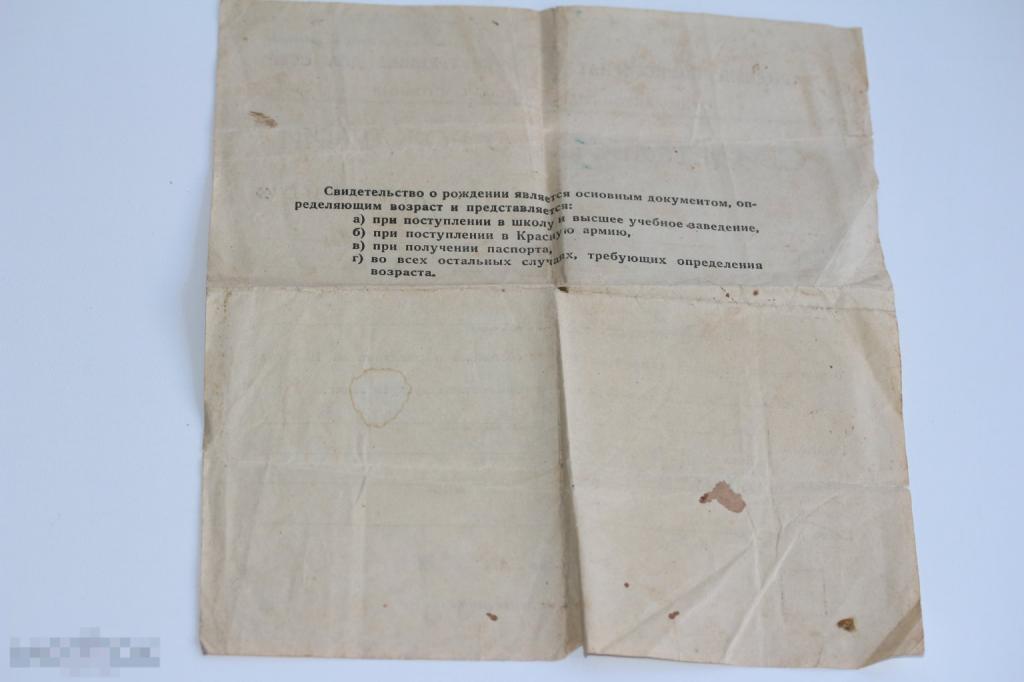 Свидетельство о рождении является основным документом, оп-
ределяющим возраст и представляется:
а) при поступлении в школу и высшее учебное заведение,
б) при поступлении в Красную армию,
в) при получении паспорта,
г) во всех остальных случаях, требующих определения
возраста.